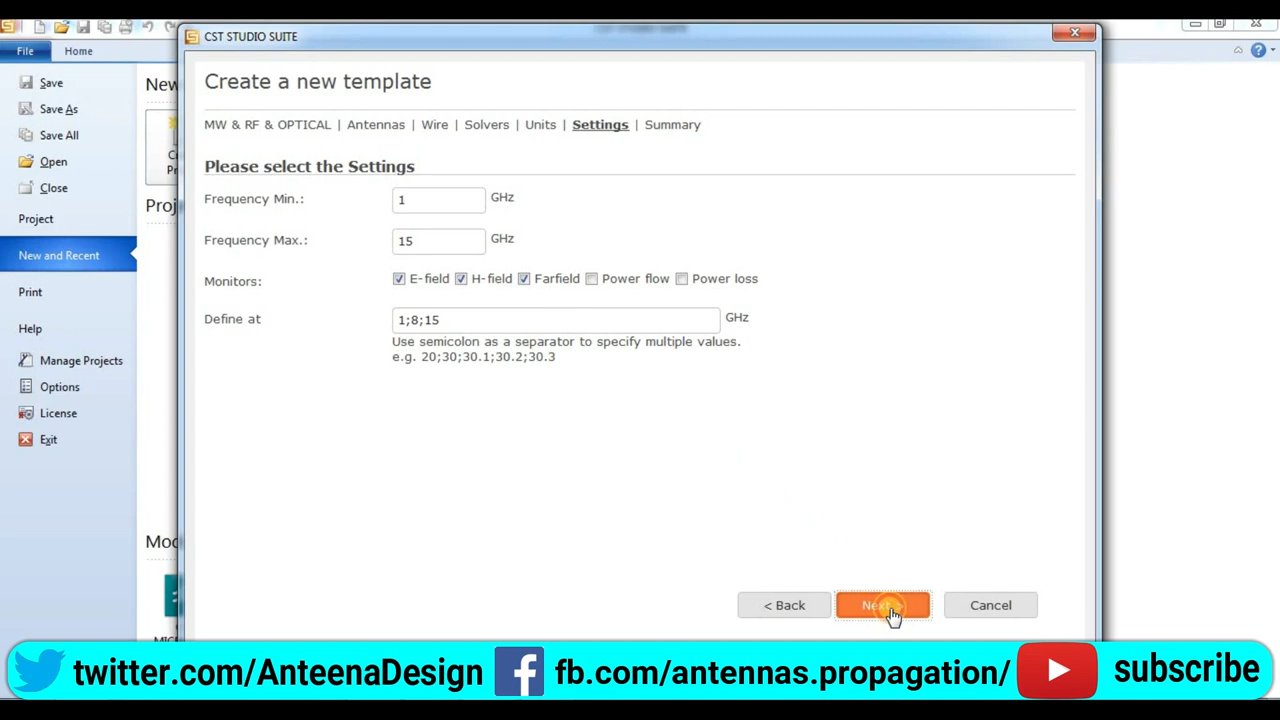 CST STUDIO SUITE
File
Home
Save
Save As
Save All
Open
Close
Project
New and Recent
Print
Help
Manage Projects
Options
License
Exit
New
Create a new template
MW & RF & OPTICAL | Antennas | Wire | Solvers | Units | Settings | Summary
Please select the Settings
Frequency Min.: 1 GHz
Frequency Max.: 15 GHz
Monitors: E-field H-field Farfield Power flow Power loss
Define at 1;8;15 GHz
Use semicolon as a separator to specify multiple values.
e.g. 20;30;30.1;30.2;30.3
< Back Next > Cancel
twitter.com/AnteenaDesign fb.com/antennas.propagation/ subscribe